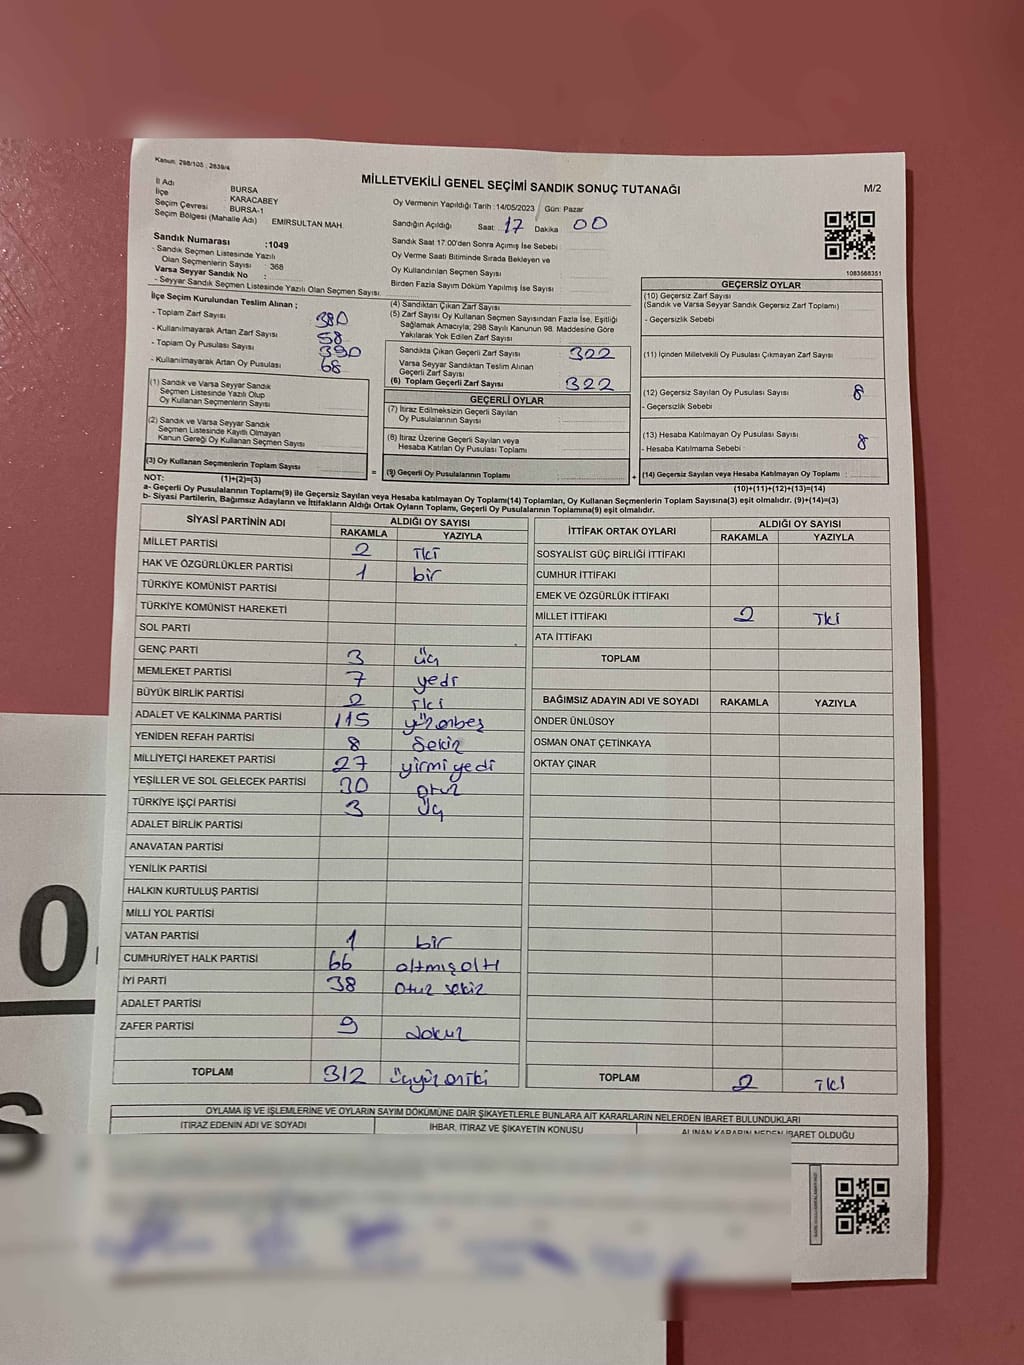 Kanun: 298/105 ; 2839/4
MİLLETVEKİLİ GENEL SEÇİMİ SANDIK SONUÇ TUTANAĞI
M/2
İl Adı : BURSA
İlçe : KARACABEY
Seçim Çevresi : BURSA-1
Seçim Bölgesi (Mahalle Adı) : EMIRSULTAN MAH.
Sandık Numarası :1049
- Sandık Seçmen Listesinde Yazılı
Olan Seçmenlerin Sayısı : 368
Varsa Seyyar Sandık No :
- Seyyar Sandık Seçmen Listesinde Yazılı Olan Seçmen Sayısı:
Oy Vermenin Yapıldığı Tarih :14/05/2023 Gün: Pazar
Sandığın Açıldığı Saat: 17 Dakika 00
Sandık Saat 17:00'den Sonra Açımış İse Sebebi :
Oy Verme Saati Bitiminde Sırada Bekleyen ve
Oy Kullandırılan Seçmen Sayısı
Birden Fazla Sayım Döküm Yapılmış İse Sayısı :
1083568351
İlçe Seçim Kurulundan Teslim Alınan ;
- Toplam Zarf Sayısı : 380
- Kullanılmayarak Artan Zarf Sayısı : 58
- Toplam Oy Pusulası Sayısı : 390
- Kullanılmayarak Artan Oy Pusulası : 68
(1) Sandık ve Varsa Seyyar Sandık
Seçmen Listesinde Yazılı Olup
Oy Kullanan Seçmenlerin Sayısı
(2) Sandık ve Varsa Seyyar Sandık
Seçmen Listesinde Kayıtlı Olmayan
Kanun Gereği Oy Kullanan Seçmen Sayısı
(3) Oy Kullanan Seçmenlerin Toplam Sayısı
(1)+(2)=(3)
(4) Sandıktan Çıkan Zarf Sayısı
(5) Zarf Sayısı Oy Kullanan Seçmen Sayısından Fazla İse, Eşitliği
Sağlamak Amacıyla; 298 Sayılı Kanunun 98. Maddesine Göre
Yakılarak Yok Edilen Zarf Sayısı :
Sandıkta Çıkan Geçerli Zarf Sayısı : 322
Varsa Seyyar Sandıktan Teslim Alınan
Geçerli Zarf Sayısı
(6) Toplam Geçerli Zarf Sayısı : 322
GEÇERLİ OYLAR
(7) İtiraz Edilmeksizin Geçerli Sayılan
Oy Pusulalarının Sayısı :
(8) İtiraz Üzerine Geçerli Sayılan veya
Hesaba Katılan Oy Pusulası Toplamı :
= (9) Geçerli Oy Pusulalarının Toplamı :
GEÇERSİZ OYLAR
(10) Geçersiz Zarf Sayısı
(Sandık ve Varsa Seyyar Sandık Geçersiz Zarf Toplamı)
- Geçersizlik Sebebi :
(11) İçinden Milletvekili Oy Pusulası Çıkmayan Zarf Sayısı
(12) Geçersiz Sayılan Oy Pusulası Sayısı 8
- Geçersizlik Sebebi :
(13) Hesaba Katılmayan Oy Pusulası Sayısı 8
- Hesaba Katılmama Sebebi :
+ (14) Geçersiz Sayılan veya Hesaba Katılmayan Oy Toplamı :
(10)+(11)+(12)+(13)=(14)
NOT:
a- Geçerli Oy Pusulalarının Toplamı(9) ile Geçersiz Sayılan veya Hesaba katılmayan Oy Toplamı(14) Toplamları, Oy Kullanan Seçmenlerin Toplam Sayısına(3) eşit olmalıdır. (9)+(14)=(3)
b- Siyasi Partilerin, Bağımsız Adayların ve İttifakların Aldığı Ortak Oyların Toplamı, Geçerli Oy Pusulalarının Toplamına(9) eşit olmalıdır.
SİYASİ PARTİNİN ADI ALDIĞI OY SAYISI
RAKAMLA YAZIYLA
MİLLET PARTİSİ 2 iki
HAK VE ÖZGÜRLÜKLER PARTİSİ 1 bir
TÜRKİYE KOMÜNİST PARTİSİ
TÜRKİYE KOMÜNİST HAREKETİ
SOL PARTİ
GENÇ PARTİ 3 üç
MEMLEKET PARTİSİ 7 yedi
BÜYÜK BİRLİK PARTİSİ 2 iki
ADALET VE KALKINMA PARTİSİ 115 yüzonbeş
YENİDEN REFAH PARTİSİ 8 Sekiz
MİLLİYETÇİ HAREKET PARTİSİ 27 yirmi yedi
YEŞİLLER VE SOL GELECEK PARTİSİ 30 otuz
TÜRKİYE İŞÇİ PARTİSİ 3 üç
ADALET BİRLİK PARTİSİ
ANAVATAN PARTİSİ
YENİLİK PARTİSİ
HALKIN KURTULUŞ PARTİSİ
MİLLİ YOL PARTİSİ
VATAN PARTİSİ 1 bir
CUMHURİYET HALK PARTİSİ 66 altmışaltı
İYİ PARTİ 38 Otuz sekiz
ADALET PARTİSİ
ZAFER PARTİSİ 9 dokuz
TOPLAM 312 üçyüz oniki
İTTİFAK ORTAK OYLARI ALDIĞI OY SAYISI
RAKAMLA YAZIYLA
SOSYALİST GÜÇ BİRLİĞİ İTTİFAKI
CUMHUR İTTİFAKI
EMEK VE ÖZGÜRLÜK İTTİFAKI
MİLLET İTTİFAKI 2 iki
ATA İTTİFAKI
TOPLAM
BAĞIMSIZ ADAYIN ADI VE SOYADI RAKAMLA YAZIYLA
ÖNDER ÜNLÜSOY
OSMAN ONAT ÇETİNKAYA
OKTAY ÇINAR
TOPLAM 2 iki
OYLAMA İŞ VE İŞLEMLERİNE VE OYLARIN SAYIM DÖKÜMÜNE DAİR ŞİKAYETLERLE BUNLARA AİT KARARLARIN NELERDEN İBARET BULUNDUKLARI
İTİRAZ EDENİN ADI VE SOYADI İHBAR, İTİRAZ VE ŞİKAYETİN KONUSU ALINAN KARARIN NEDEN İBARET OLDUĞU